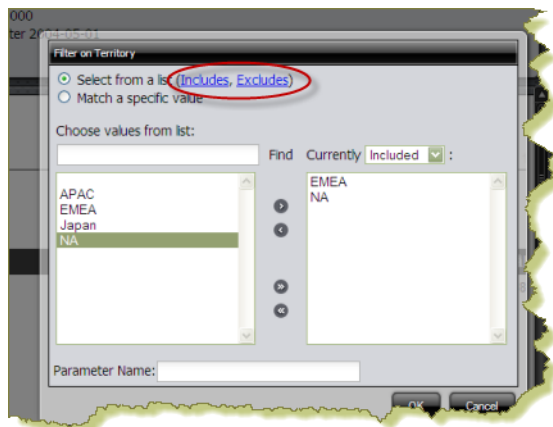 000
ter 2004-05-01
Filter on Territory
Select from a list (Includes, Excludes)
Match a specific value
Choose values from list:
Find Currently Included :
APAC
EMEA
Japan
NA
EMEA
NA
Parameter Name:
OK Cancel